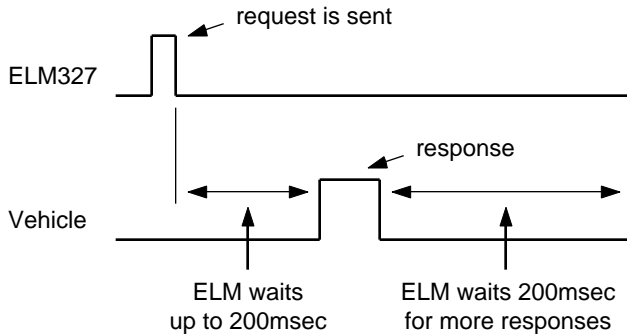 request is sent
ELM327
response
Vehicle
ELM waits
up to 200msec
ELM waits 200msec
for more responses